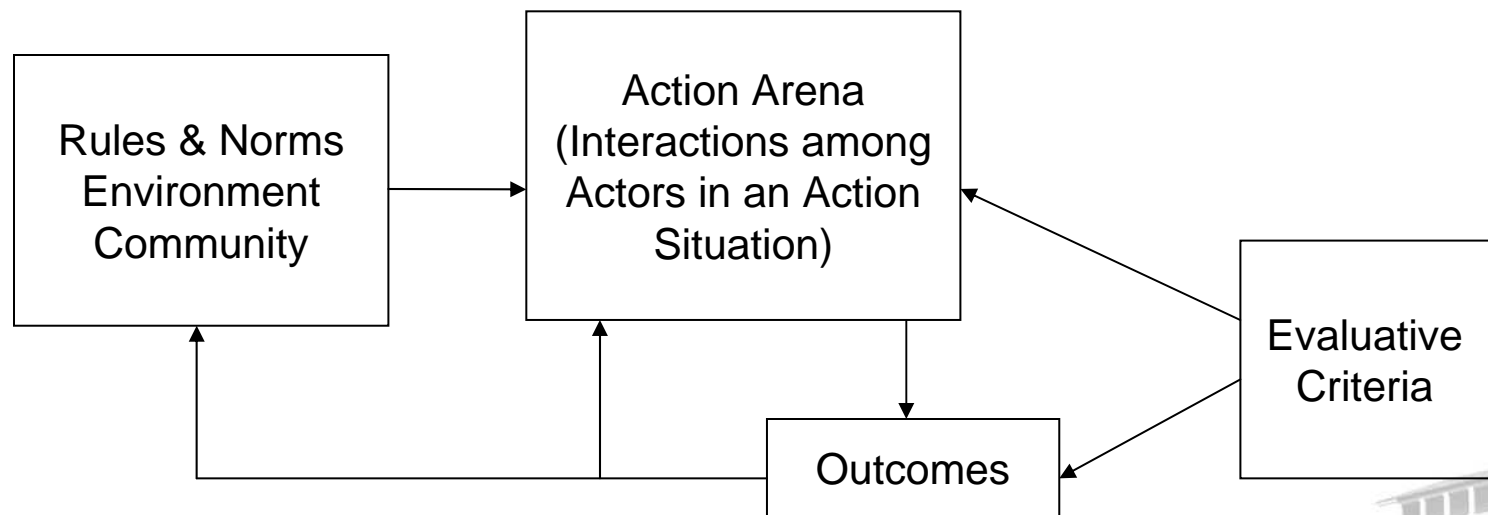 Rules & Norms
Environment
Community
Action Arena
(Interactions among
Actors in an Action
Situation)
Evaluative
Criteria
Outcomes